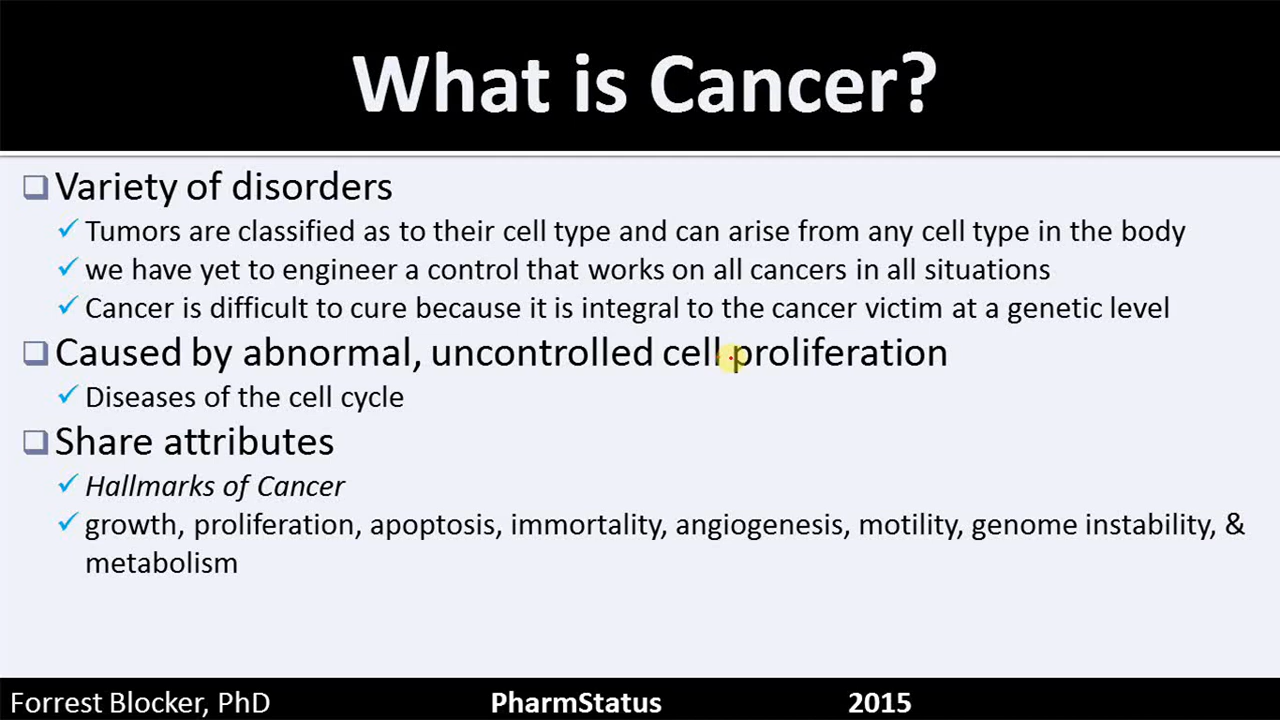 What is Cancer?
Variety of disorders
Tumors are classified as to their cell type and can arise from any cell type in the body
we have yet to engineer a control that works on all cancers in all situations
Cancer is difficult to cure because it is integral to the cancer victim at a genetic level
Caused by abnormal, uncontrolled cell proliferation
Diseases of the cell cycle
Share attributes
Hallmarks of Cancer
growth, proliferation, apoptosis, immortality, angiogenesis, motility, genome instability, &
metabolism
Forrest Blocker, PhD PharmStatus 2015